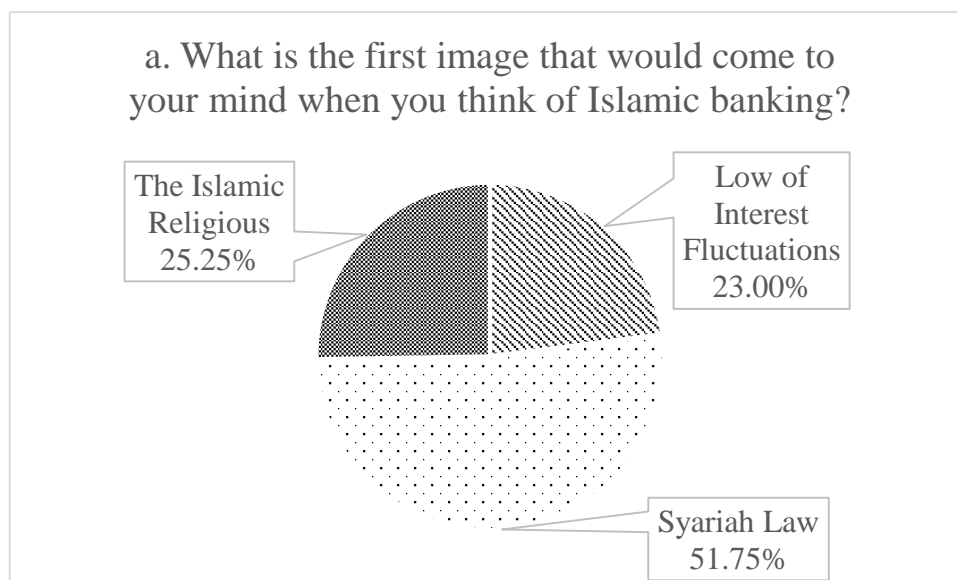 a. What is the first image that would come to
your mind when you think of Islamic banking?
The Islamic
Religious
25.25%
Low of
Interest
Fluctuations
23.00%
Syariah Law
51.75%